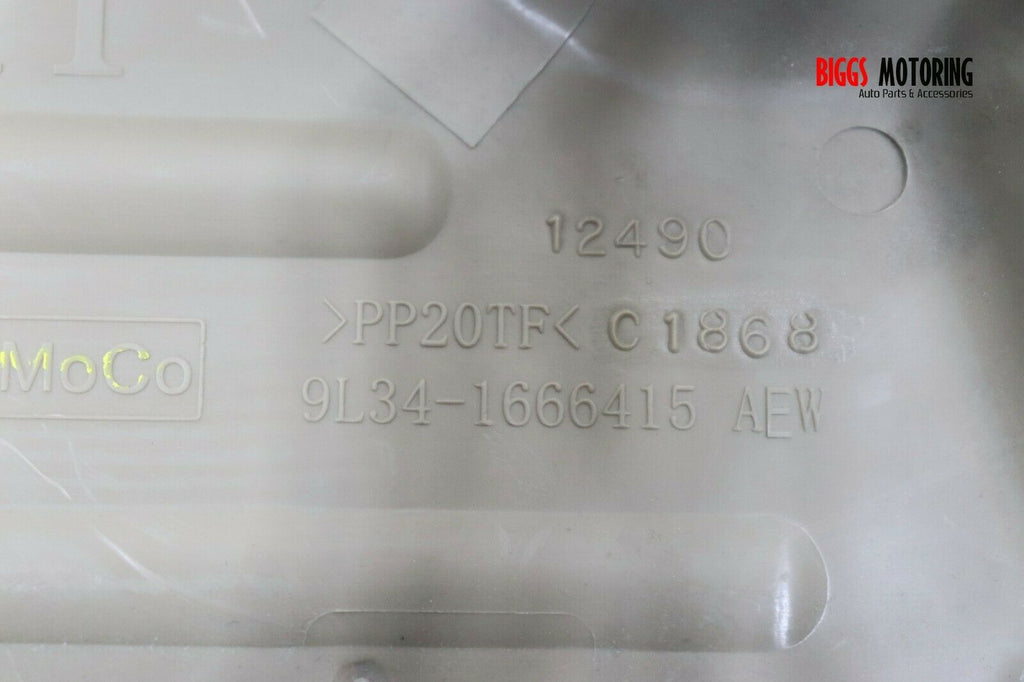 BIGGS MOTORING
Auto Parts & Accessories
12490
>PP20TF< C1868
MoCo
9L34-1666415 AEW